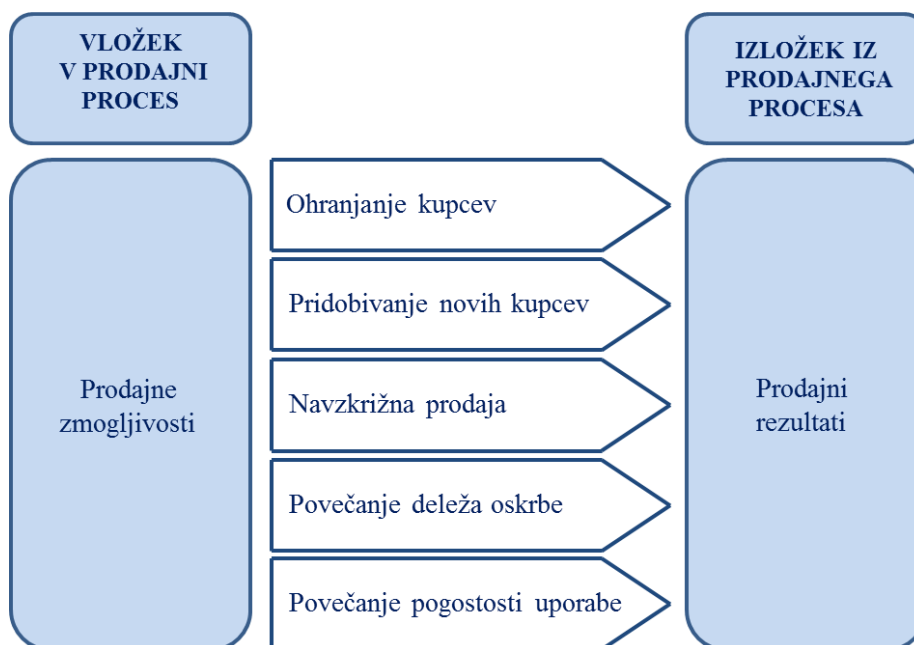 VLOŽEK
V PRODAJNI
PROCES
IZLOŽEK IZ
PRODAJNEGA
PROCESA
Prodajne
zmogljivosti
Ohranjanje kupcev
Pridobivanje novih kupcev
Navzkrižna prodaja
Povečanje deleža oskrbe
Povečanje pogostosti uporabe
Prodajni
rezultati